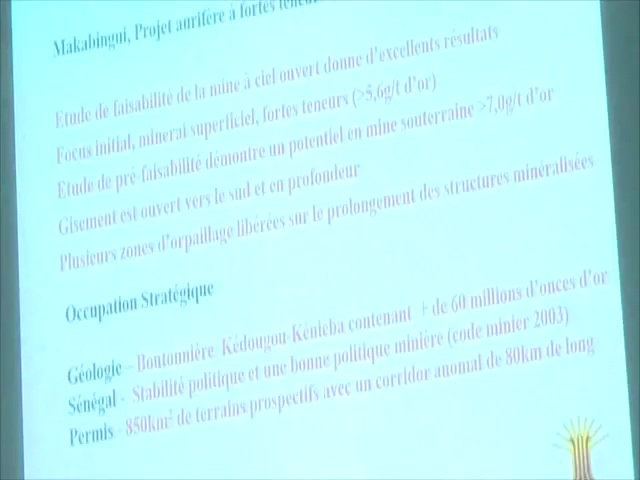 Makabingui, Projet aurifère à fortes teneurs
Etude de faisabilité de la mine à ciel ouvert donne d'excellents résultats
Focus initial, minerai superficiel, fortes teneurs (>5,6g/t d'or)
Etude de pré-faisabilité démontre un potentiel en mine souterraine >7,0g/t d'or
Gisement est ouvert vers le sud et en profondeur
Plusieurs zones d'orpaillage libérées sur le prolongement des structures minéralisées
Occupation Stratégique
Géologie – Boutonnière Kédougou-Kénieba contenant + de 60 millions d'onces d'or
Sénégal - Stabilité politique et une bonne politique minière (code minier 2003)
Permis - 850km² de terrains prospectifs avec un corridor anomal de 80km de long